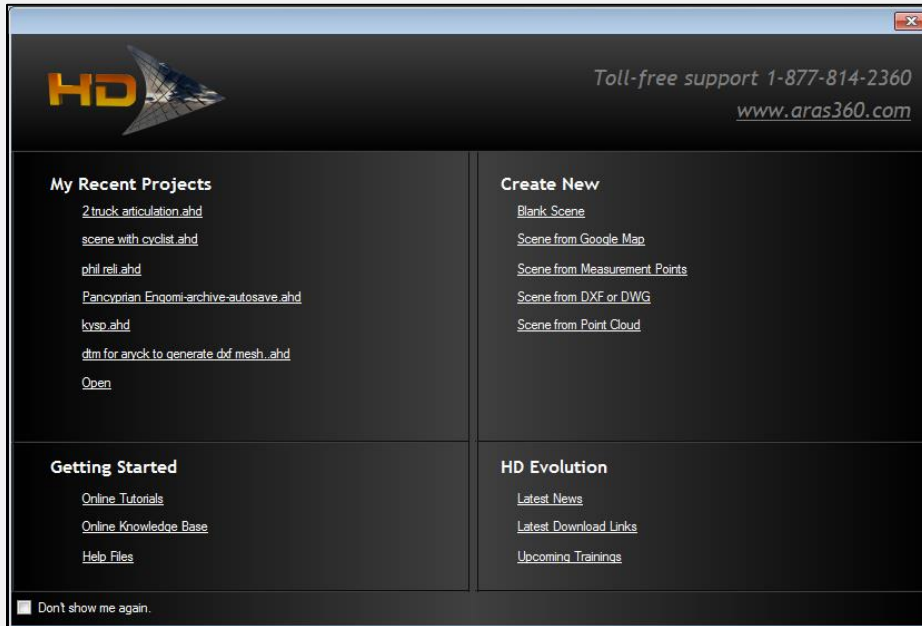 HD
Toll-free support 1-877-814-2360
www.aras360.com
My Recent Projects
2 truck articulation.ahd
scene with cyclist.ahd
phil reli.ahd
Pancyprian Engomi-archive-autosave.ahd
kysp.ahd
dtm for aryck to generate dxf mesh..ahd
Open
Create New
Blank Scene
Scene from Google Map
Scene from Measurement Points
Scene from DXF or DWG
Scene from Point Cloud
Getting Started
Online Tutorials
Online Knowledge Base
Help Files
HD Evolution
Latest News
Latest Download Links
Upcoming Trainings
Don't show me again.